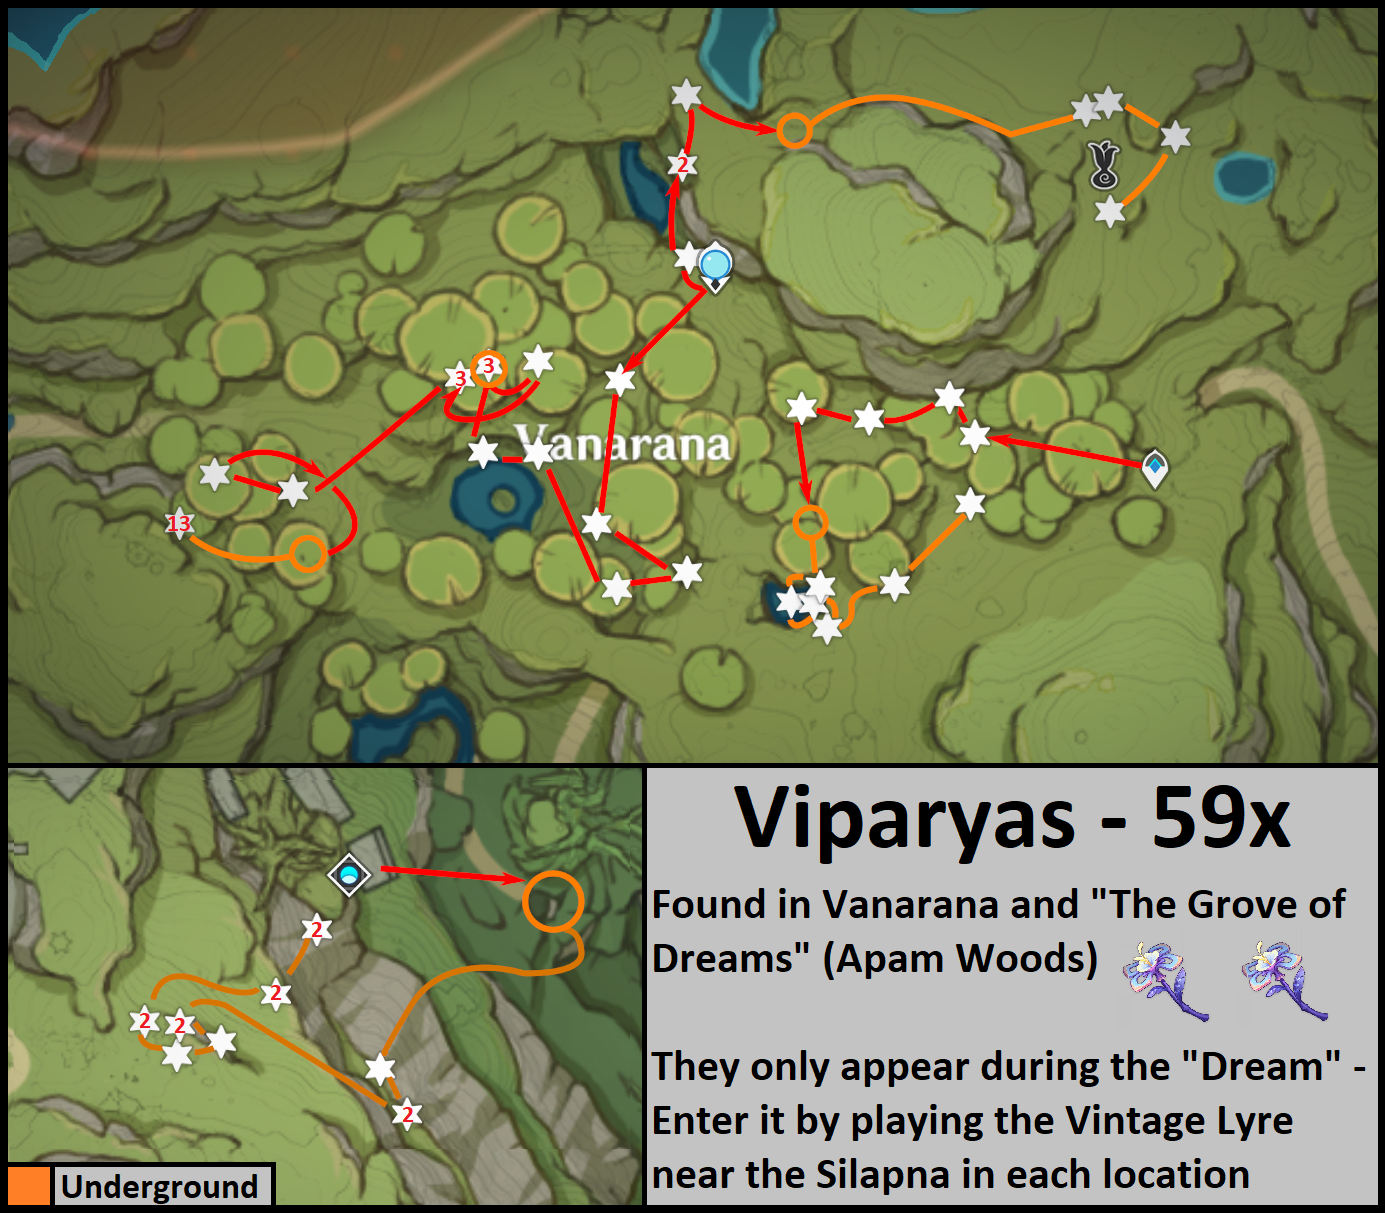 2
3
3
Vanarana
13
Viparyas - 59x
Found in Vanarana and "The Grove of
Dreams" (Apam Woods)
They only appear during the "Dream" -
Enter it by playing the Vintage Lyre
near the Silapna in each location
2
2
2
2
2
Underground